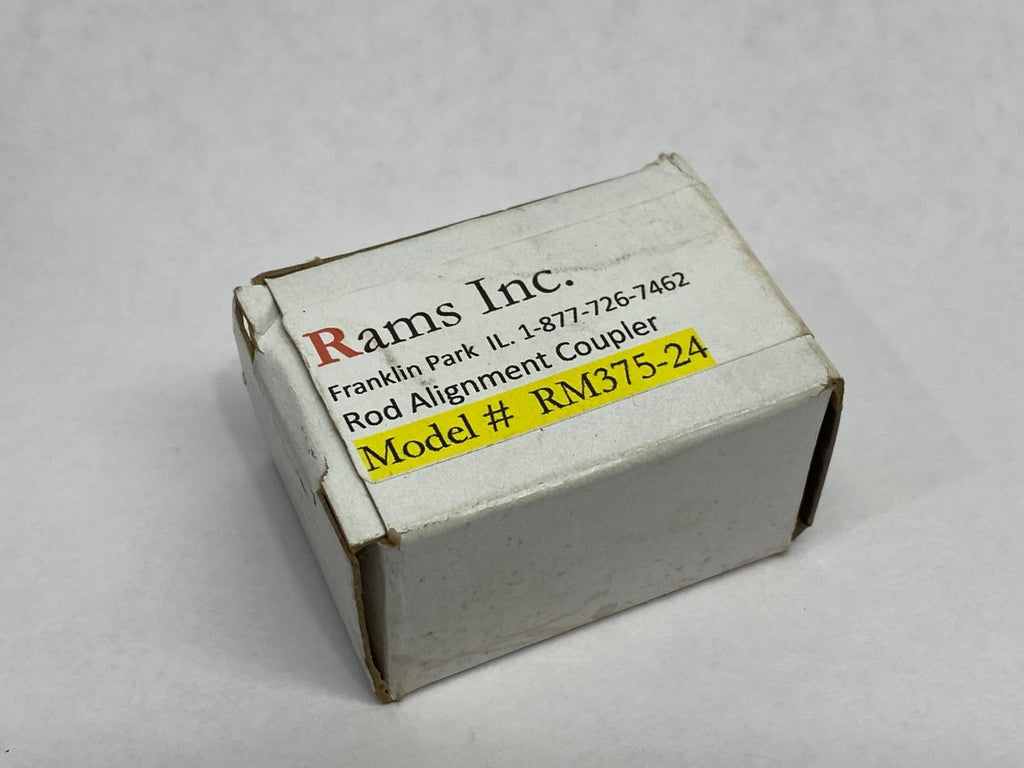 Rams Inc.
Franklin Park IL. 1-877-726-7462
Rod Alignment Coupler
Model # RM375-24